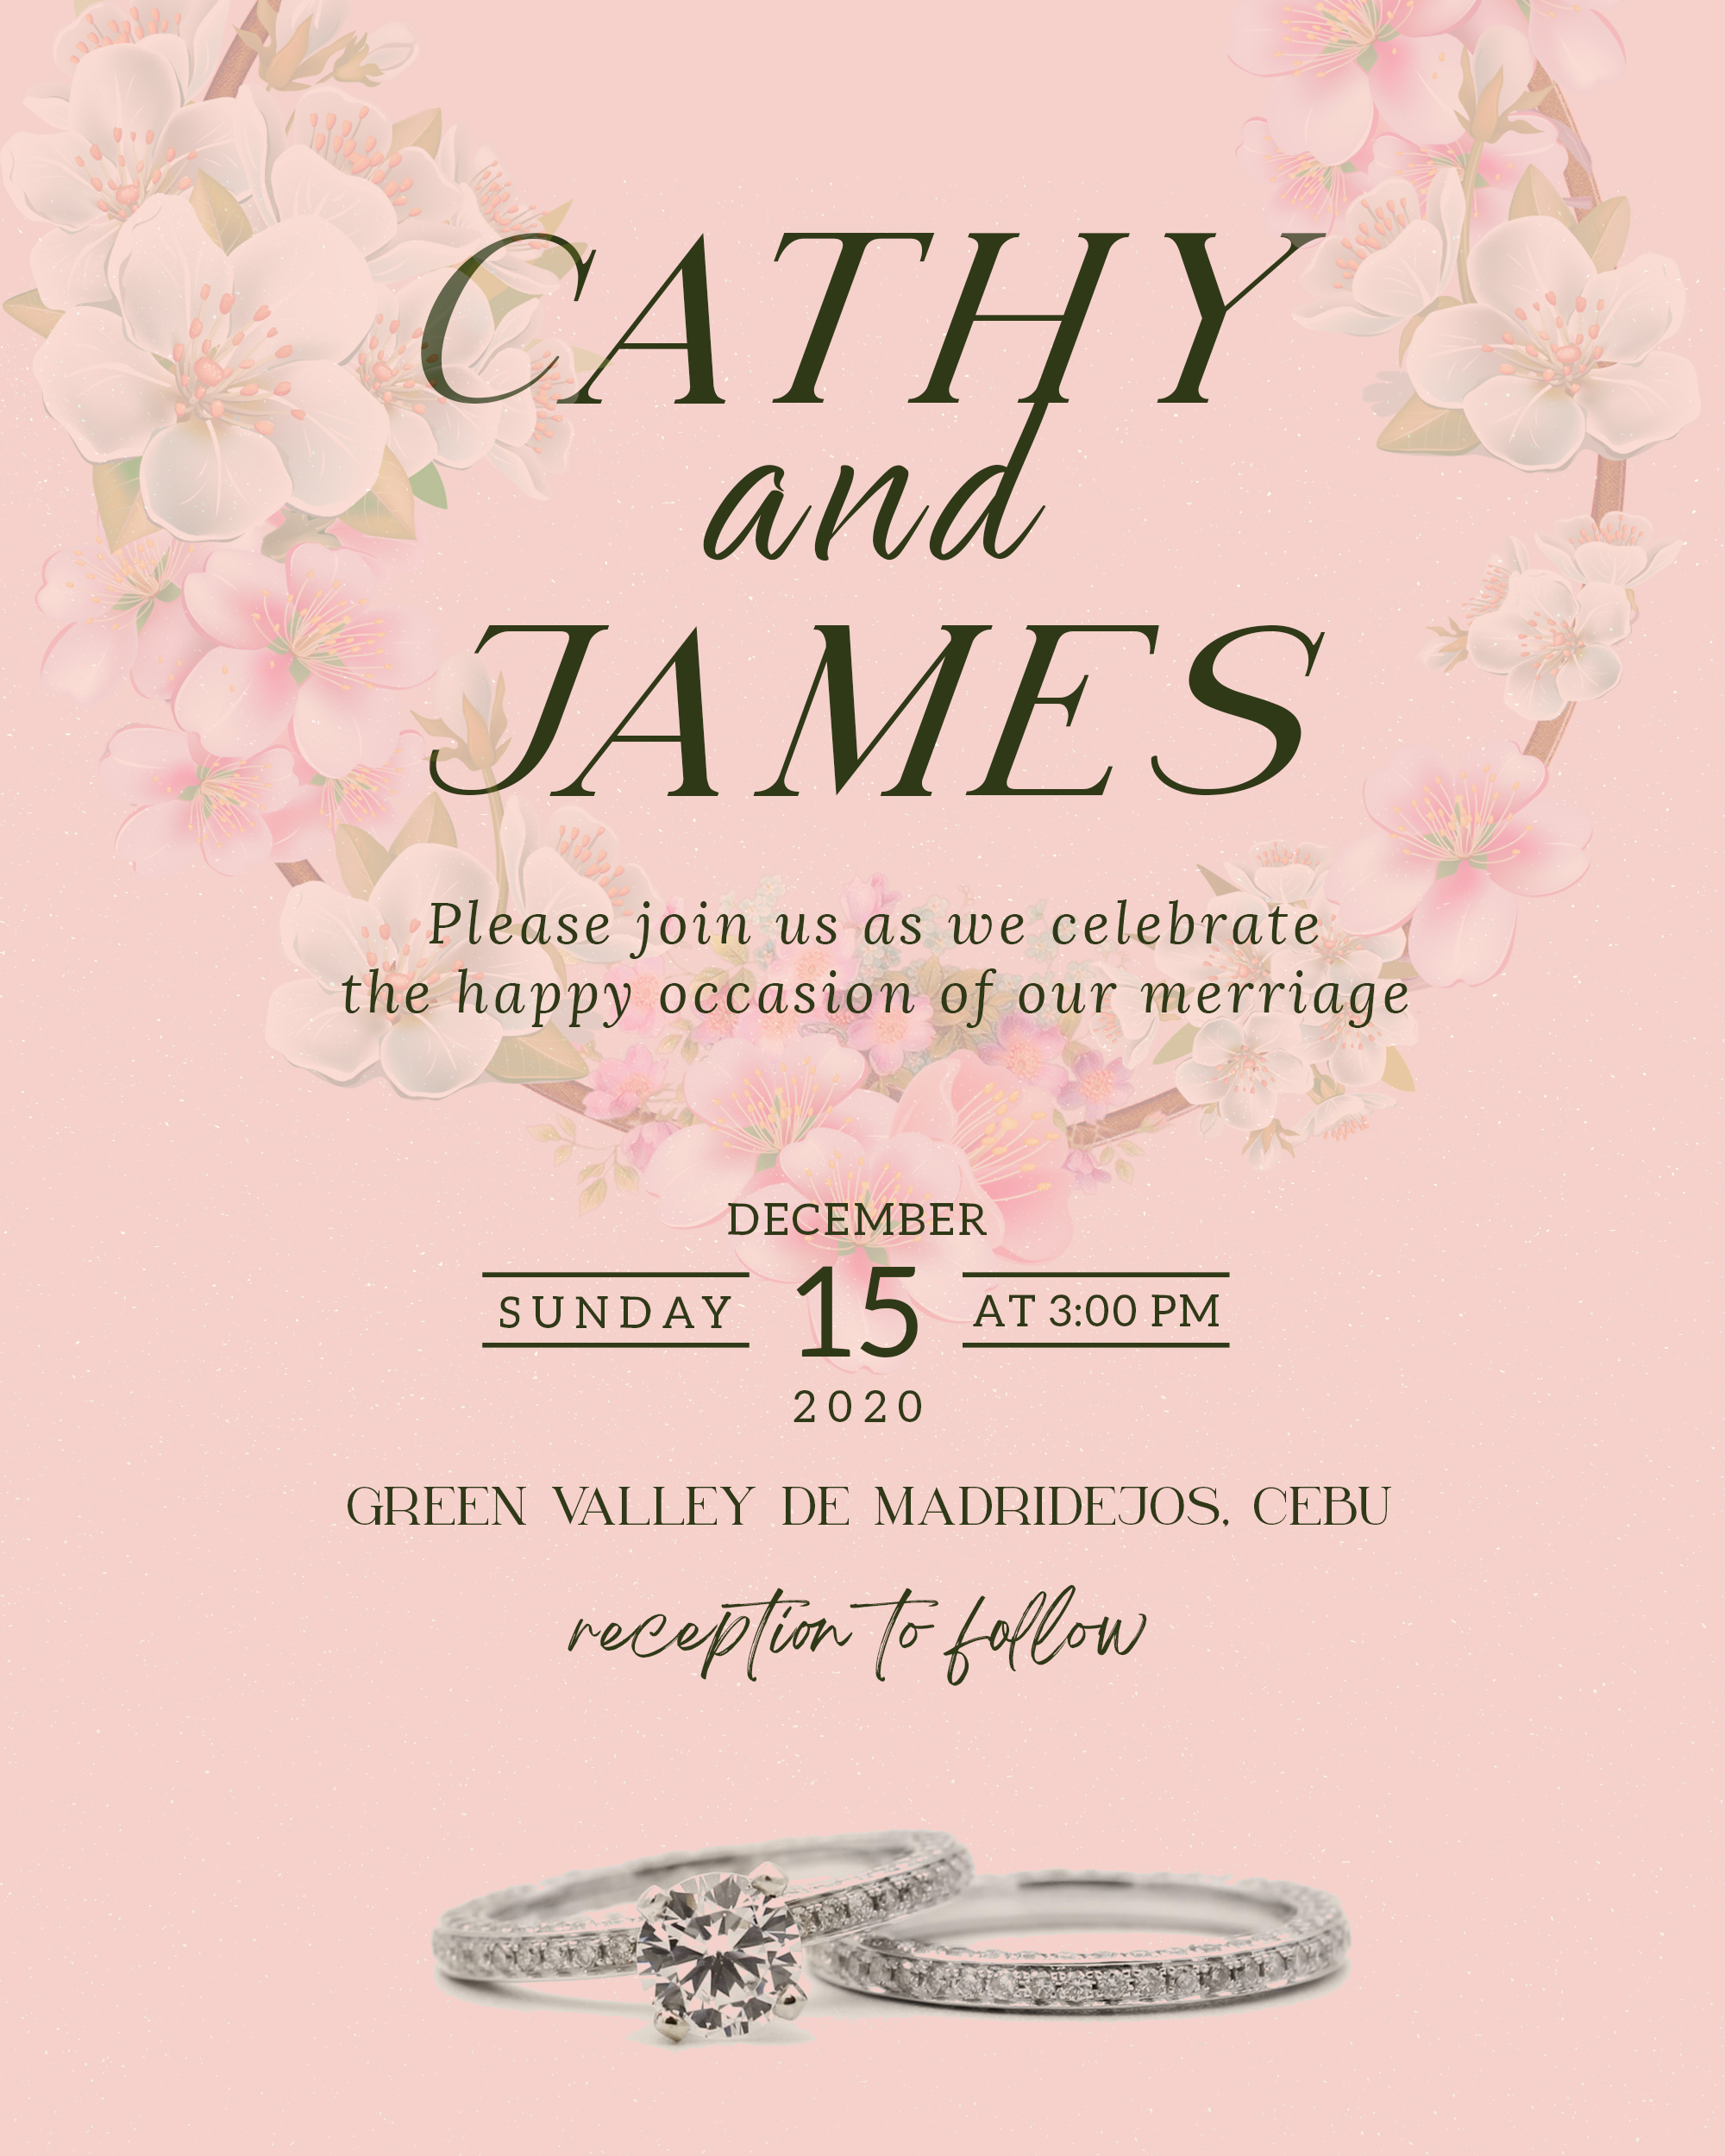 CATHY
and
JAMES
Please join us as we celebrate
the happy occasion of our merriage
DECEMBER
SUNDAY 15 AT 3:00 PM
2020
GREEN VALLEY DE MADRIDEJOS, CEBU
reception to follow